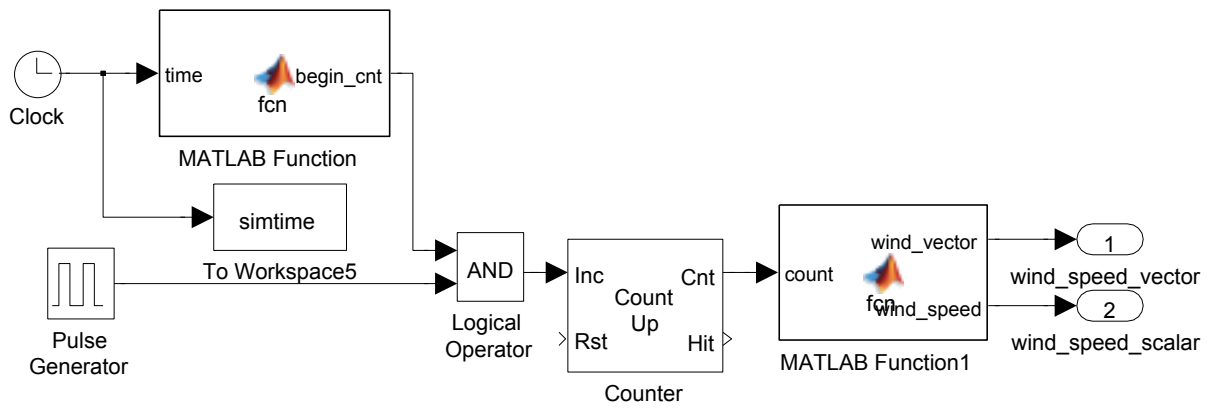 time
begin_cnt
fcn
Clock
MATLAB Function
simtime
To Workspace5
Pulse
Generator
AND
Logical
Operator
Inc
Cnt
Count
Up
Rst
Hit
Counter
count
wind_vector
fcn
wind_speed
MATLAB Function1
1
wind_speed_vector
2
wind_speed_scalar